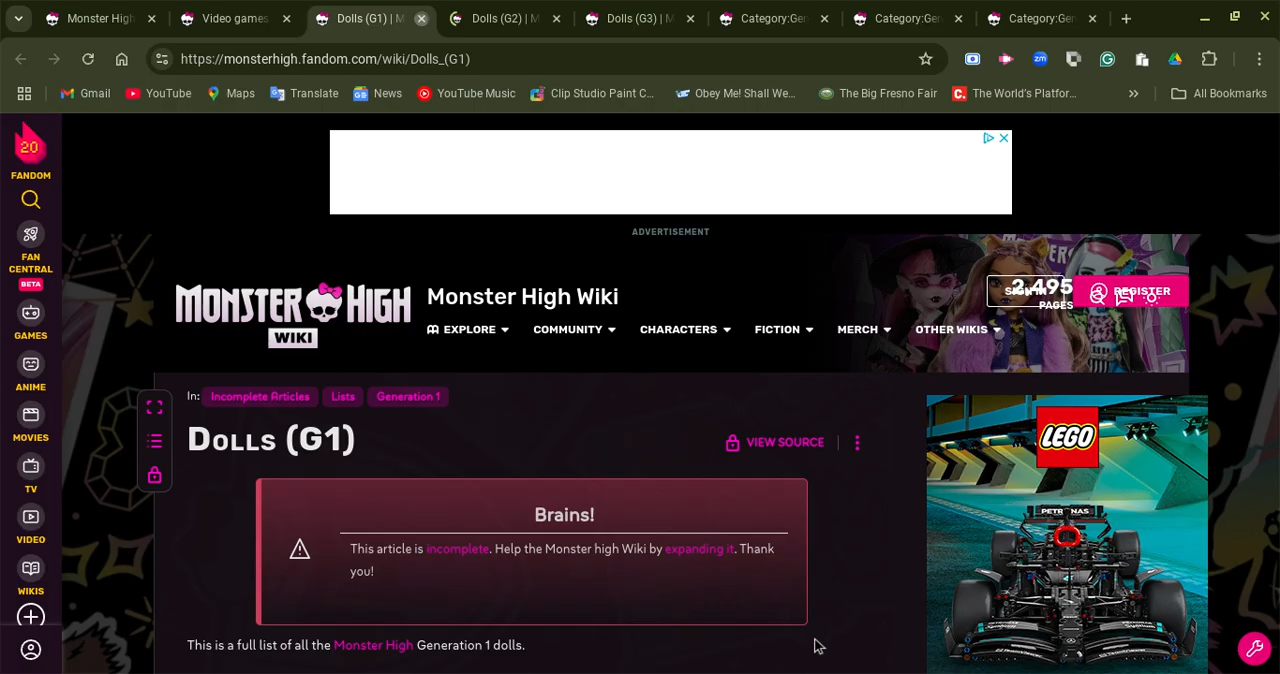 Monster High
Video games
Dolls (G1) | M
Dolls (G2) | M
Dolls (G3) | M
Category:Gen
Category:Gen
Category:Gen
https://monsterhigh.fandom.com/wiki/Dolls_(G1)
Gmail
YouTube
Maps
Translate
News
YouTube Music
Clip Studio Paint C...
Obey Me! Shall We...
The Big Fresno Fair
The World's Platfor...
All Bookmarks
20
FANDOM
FAN CENTRAL
BETA
GAMES
ANIME
MOVIES
TV
VIDEO
WIKIS
ADVERTISEMENT
MONSTER HIGH
WIKI
Monster High Wiki
EXPLORE
COMMUNITY
CHARACTERS
FICTION
MERCH
OTHER WIKIS
2,495
PAGES
SIGN IN
REGISTER
In: Incomplete Articles Lists Generation 1
Dolls (G1)
VIEW SOURCE
Brains!
This article is incomplete. Help the Monster high Wiki by expanding it. Thank
you!
This is a full list of all the Monster High Generation 1 dolls.
LEGO
PETRONAS